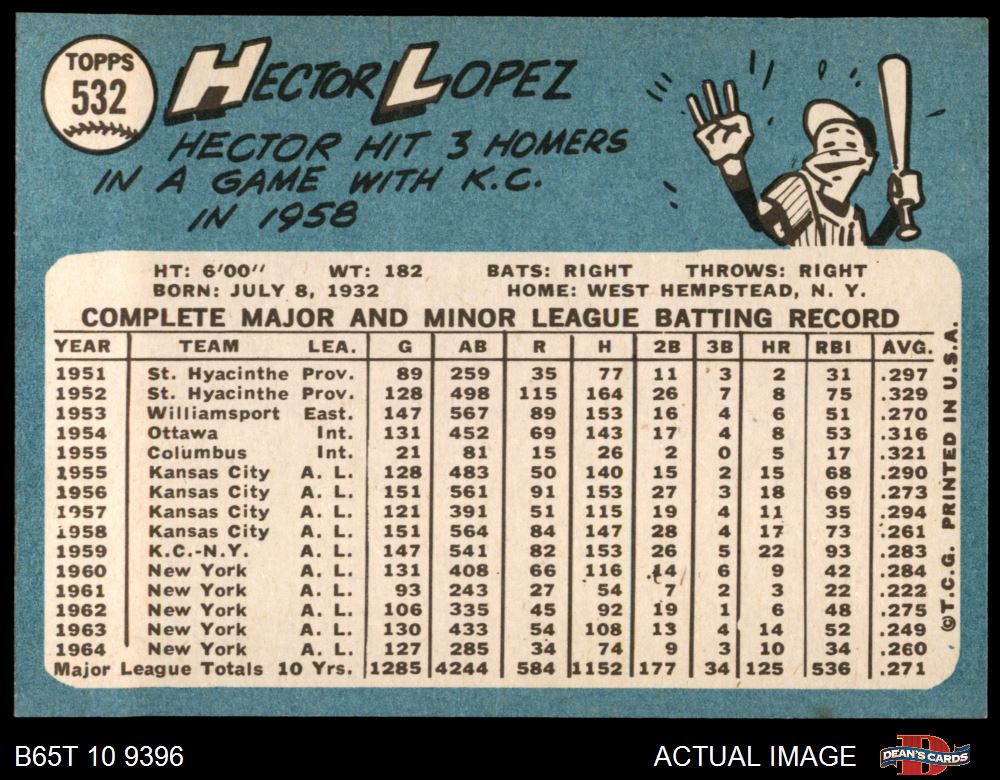 TOPPS
532
HECTOR LOPEZ
HECTOR HIT 3 HOMERS
IN A GAME WITH K.C.
IN 1958
HT: 6'00" WT: 182 BATS: RIGHT THROWS: RIGHT
BORN: JULY 8, 1932 HOME: WEST HEMPSTEAD, N. Y.
COMPLETE MAJOR AND MINOR LEAGUE BATTING RECORD
YEAR TEAM LEA. G AB R H 2B 3B HR RBI AVG.
1951 St. Hyacinthe Prov. 89 259 35 77 11 3 2 31 .297
1952 St. Hyacinthe Prov. 128 498 115 164 26 7 8 75 .329
1953 Williamsport East. 147 567 89 153 16 4 6 51 .270
1954 Ottawa Int. 131 452 69 143 17 4 8 53 .316
1955 Columbus Int. 21 81 15 26 2 0 5 17 .321
1955 Kansas City A. L. 128 483 50 140 15 2 15 68 .290
1956 Kansas City A. L. 151 561 91 153 27 3 18 69 .273
1957 Kansas City A. L. 121 391 51 115 19 4 11 35 .294
1958 Kansas City A. L. 151 564 84 147 28 4 17 73 .261
1959 K.C.-N.Y. A. L. 147 541 82 153 26 5 22 93 .283
1960 New York A. L. 131 408 66 116 14 6 9 42 .284
1961 New York A. L. 93 243 27 54 7 2 3 22 .222
1962 New York A. L. 106 335 45 92 19 1 6 48 .275
1963 New York A. L. 130 433 54 108 13 4 14 52 .249
1964 New York A. L. 127 285 34 74 9 3 10 34 .260
Major League Totals 10 Yrs. 1285 4244 584 1152 177 34 125 536 .271
©T.C.G. PRINTED IN U.S.A.
B65T 10 9396 ACTUAL IMAGE
DEAN'S CARDS